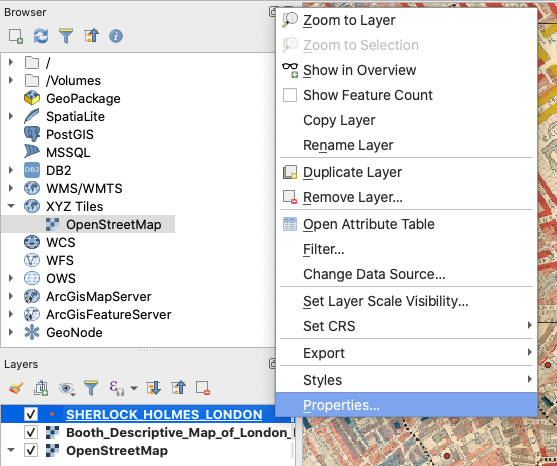 Browser
/
/Volumes
GeoPackage
SpatiaLite
PostGIS
MSSQL
DB2
DB2
WMS/WMTS
XYZ Tiles
OpenStreetMap
WCS
WFS
OWS
ArcGisMapServer
ArcGisFeatureServer
GeoNode
Layers
SHERLOCK_HOLMES_LONDON
Booth_Descriptive_Map_of_London_
OpenStreetMap
Zoom to Layer
Zoom to Selection
Show in Overview
Show Feature Count
Copy Layer
Rename Layer
Duplicate Layer
Remove Layer...
Open Attribute Table
Filter...
Change Data Source...
Set Layer Scale Visibility...
Set CRS
Export
Styles
Properties...